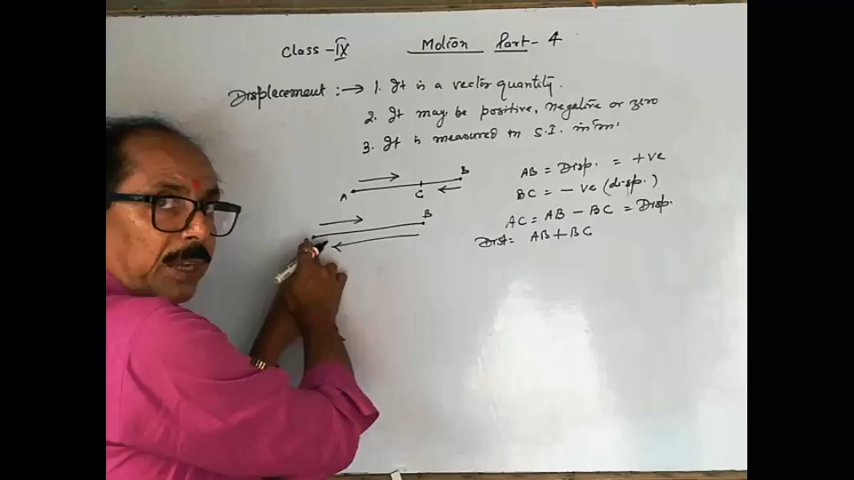 Class - IX Motion Part - 4
Displacement :→ 1. It is a vector quantity.
2. It may be positive, negative or zero
3. It is measured in S.I. in 'm'
A C B
AB = Disp. = +ve
BC = - ve (disp.)
AC = AB - BC = Disp.
Dist = AB + BC
B